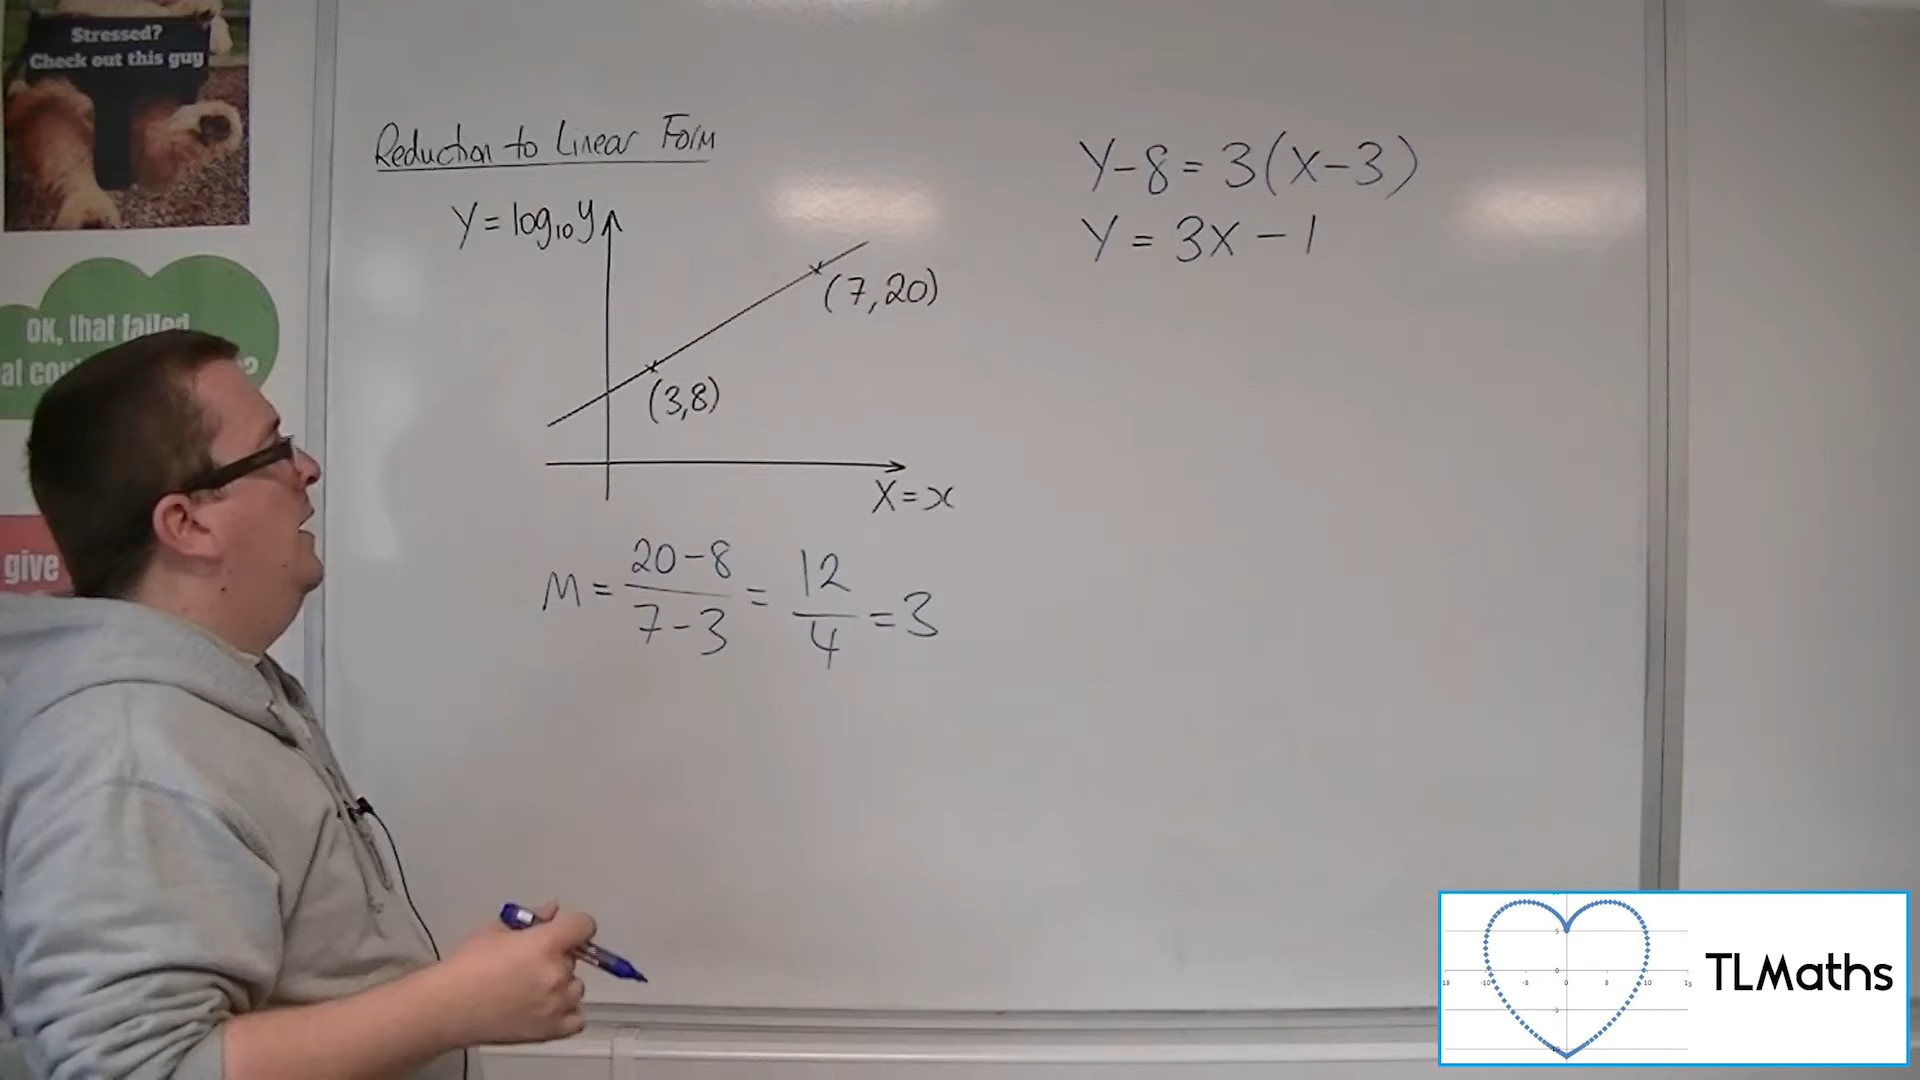 Stressed?
Check out this guy
OK, that failed
give
Reduction to Linear Form
Y = log₁₀y
(7,20)
(3,8)
X = x
M = (20-8)/(7-3) = 12/4 = 3
Y-8 = 3(X-3)
Y = 3X-1
TLMaths